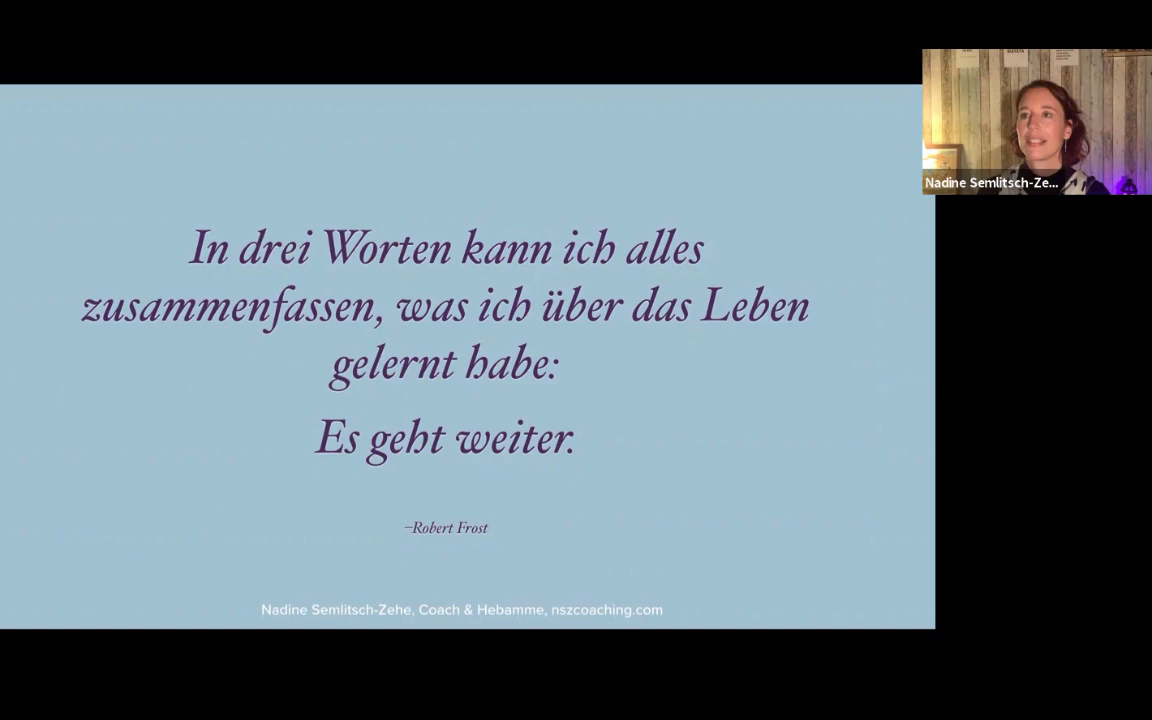 In drei Worten kann ich alles
zusammenfassen, was ich über das Leben
gelernt habe:
Es geht weiter.
–Robert Frost
Nadine Semlitsch-Zehe, Coach & Hebamme, nszcoaching.com
Nadine Semlitsch-Ze...